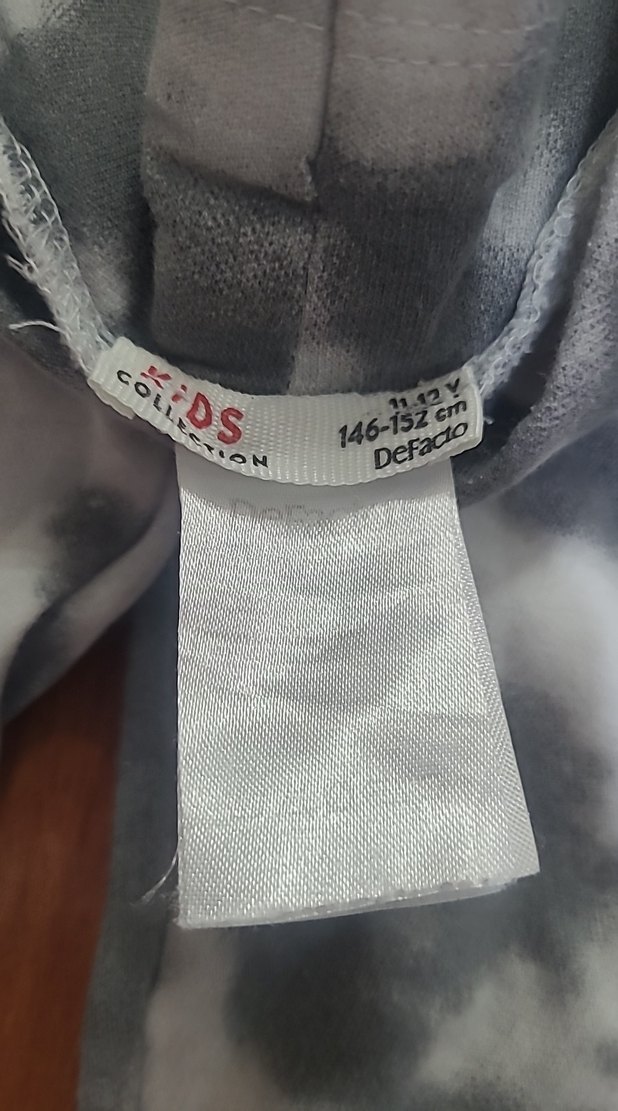 KiDS
COLLECTION
11-12 Y
146-152 cm
DeFacto